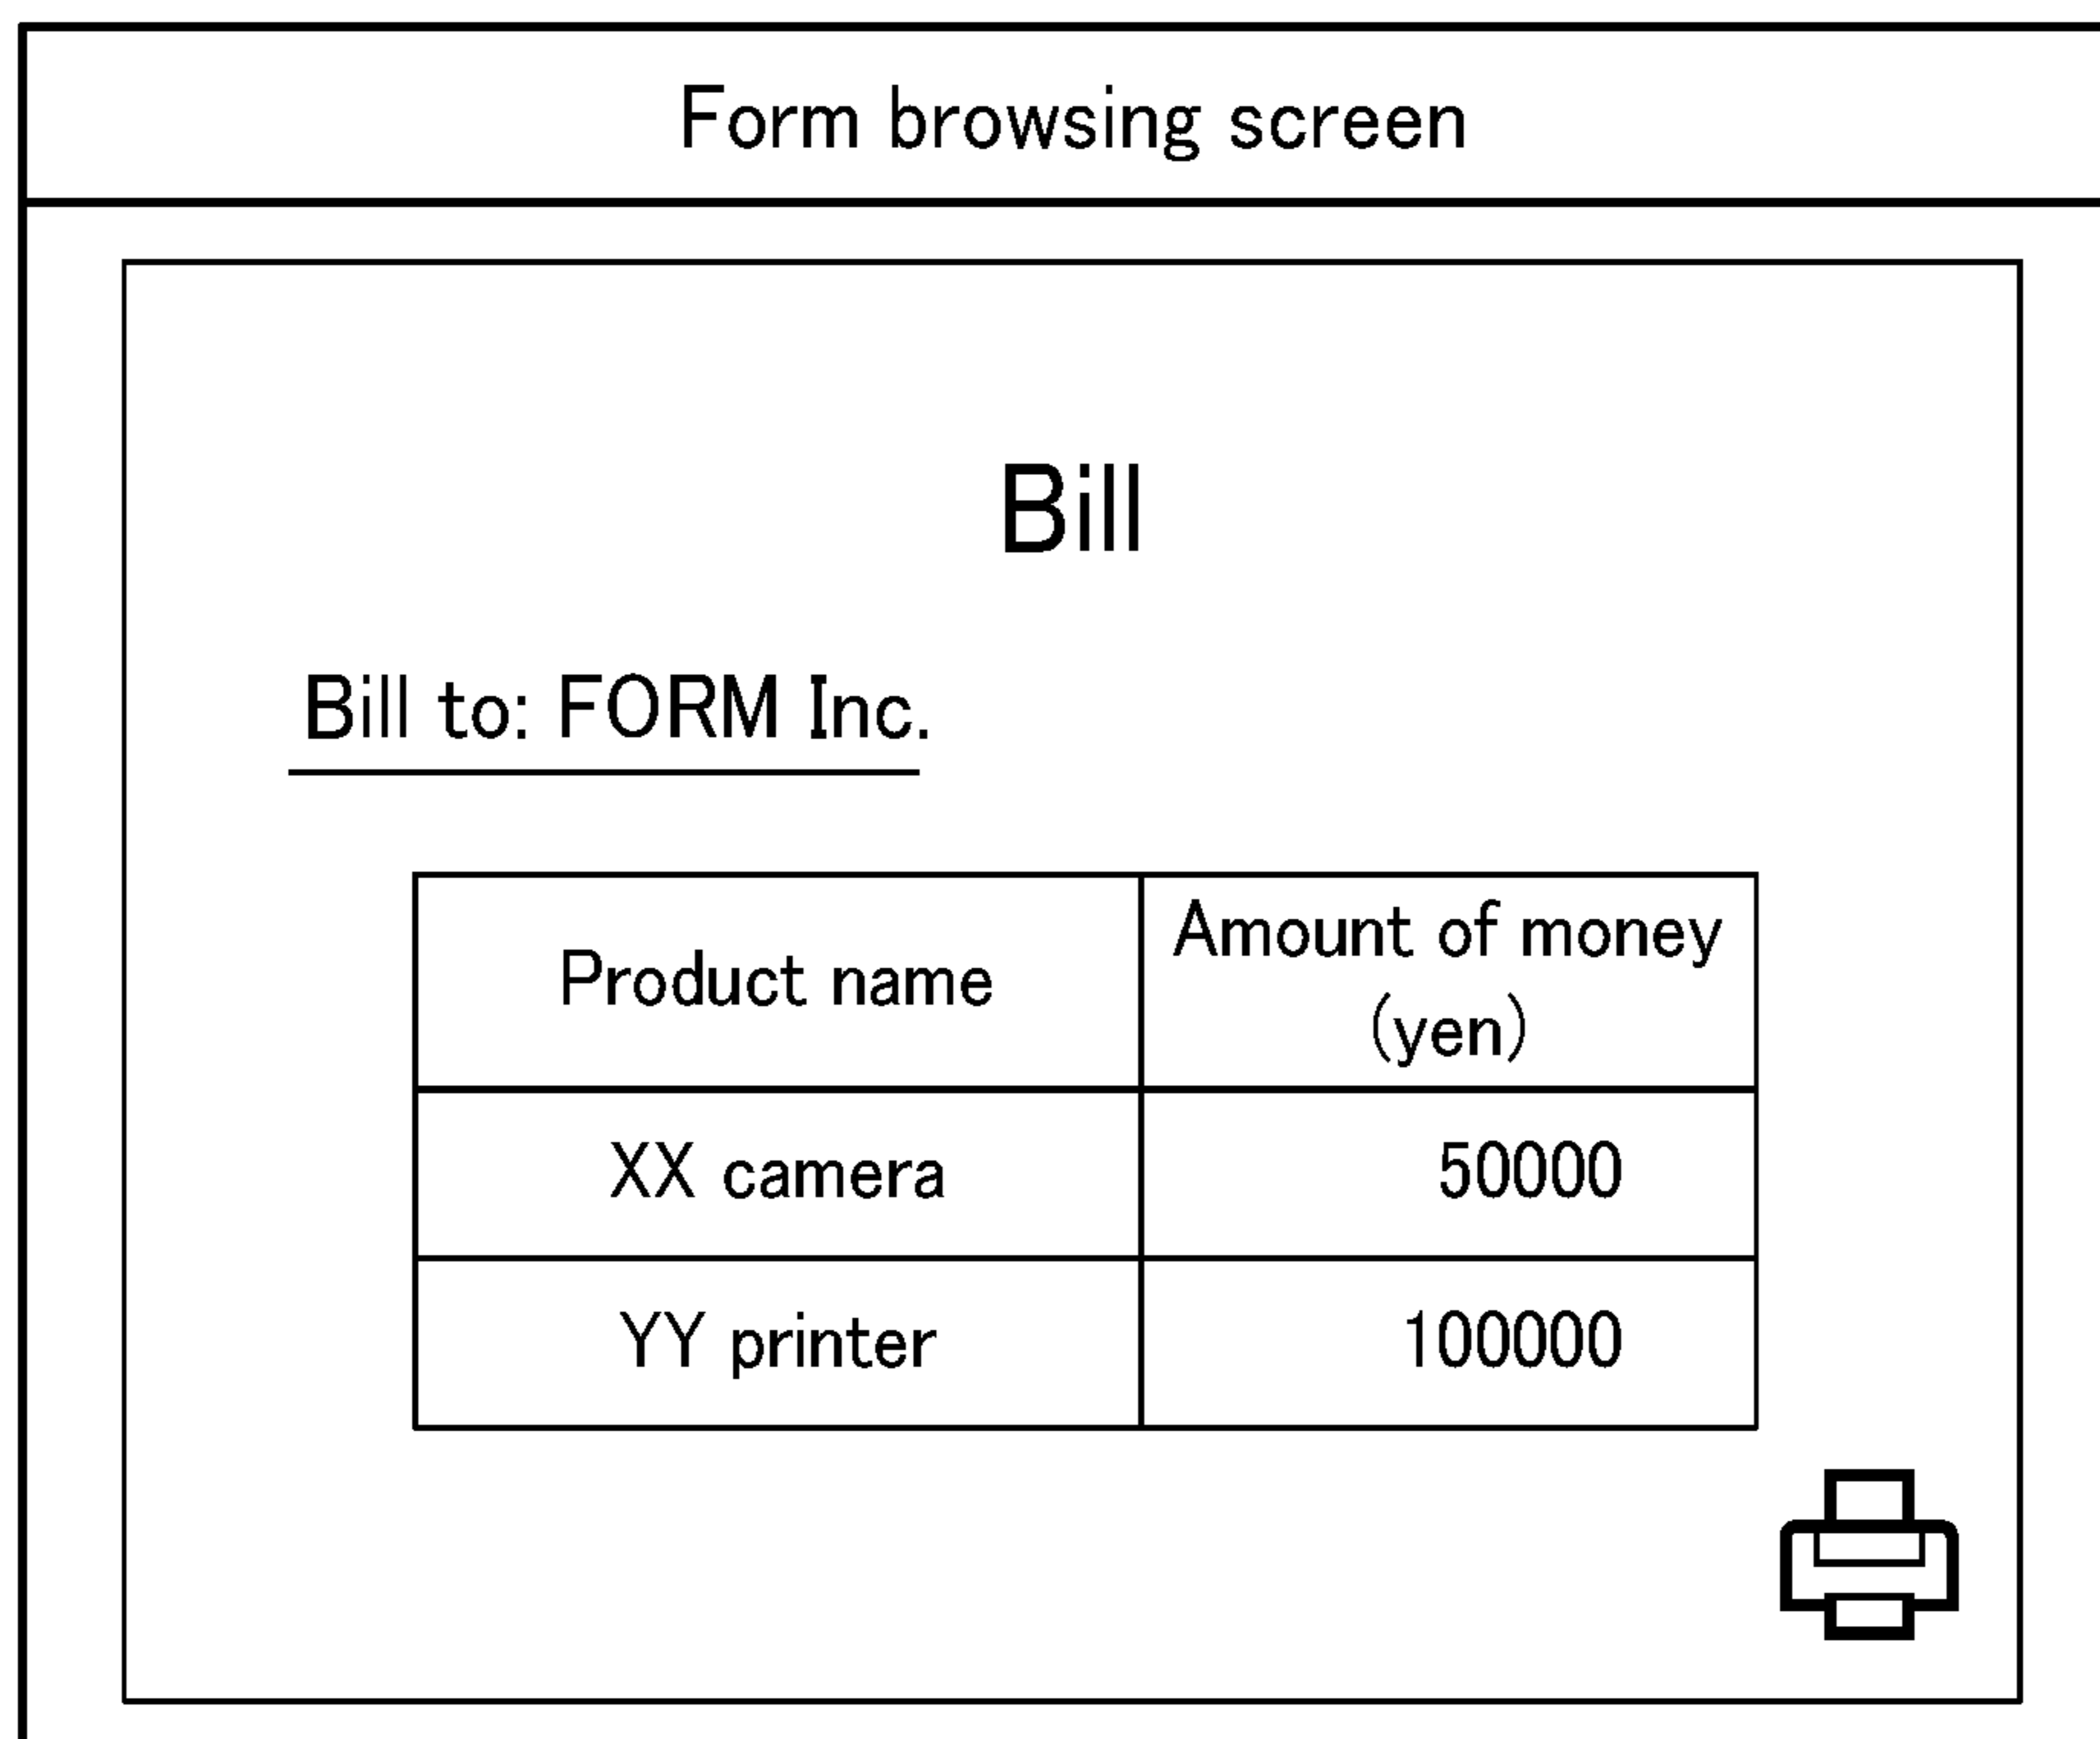 Form browsing screen
Bill
Bill to: FORM Inc.
Product name
Amount of money
(yen)
XX camera
50000
YY printer
100000